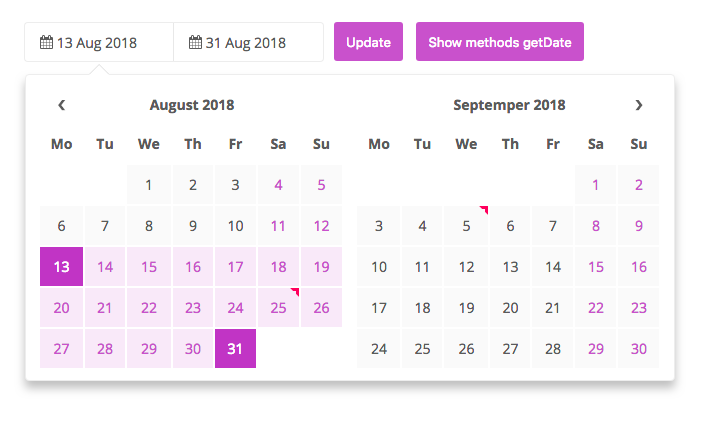 13 Aug 2018 31 Aug 2018 Update Show methods getDate
‹ August 2018 Septemper 2018 ›
Mo Tu We Th Fr Sa Su Mo Tu We Th Fr Sa Su
1 2 3 4 5 1 2
6 7 8 9 10 11 12 3 4 5 6 7 8 9
13 14 15 16 17 18 19 10 11 12 13 14 15 16
20 21 22 23 24 25 26 17 18 19 20 21 22 23
27 28 29 30 31 24 25 26 27 28 29 30